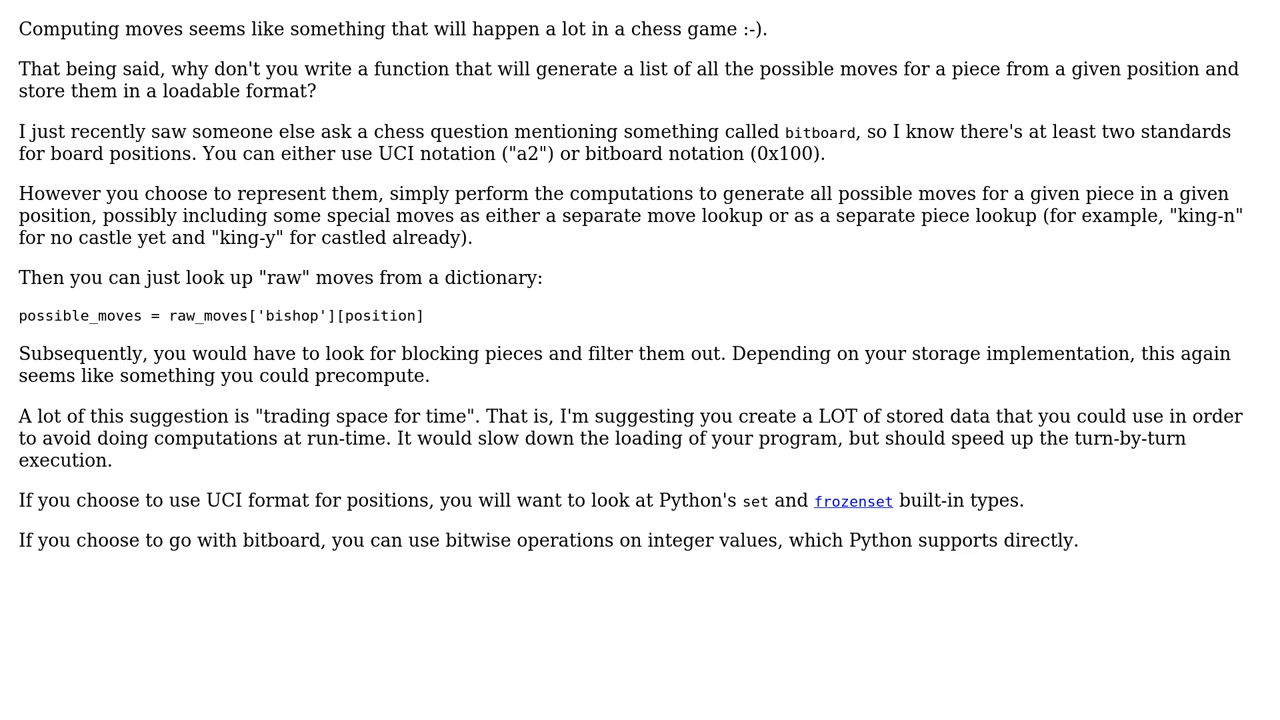 Computing moves seems like something that will happen a lot in a chess game :-).
That being said, why don't you write a function that will generate a list of all the possible moves for a piece from a given position and
store them in a loadable format?
I just recently saw someone else ask a chess question mentioning something called bitboard, so I know there's at least two standards
for board positions. You can either use UCI notation ("a2") or bitboard notation (0x100).
However you choose to represent them, simply perform the computations to generate all possible moves for a given piece in a given
position, possibly including some special moves as either a separate move lookup or as a separate piece lookup (for example, "king-n"
for no castle yet and "king-y" for castled already).
Then you can just look up "raw" moves from a dictionary:
possible_moves = raw_moves['bishop'][position]
Subsequently, you would have to look for blocking pieces and filter them out. Depending on your storage implementation, this again
seems like something you could precompute.
A lot of this suggestion is "trading space for time". That is, I'm suggesting you create a LOT of stored data that you could use in order
to avoid doing computations at run-time. It would slow down the loading of your program, but should speed up the turn-by-turn
execution.
If you choose to use UCI format for positions, you will want to look at Python's set and frozenset built-in types.
If you choose to go with bitboard, you can use bitwise operations on integer values, which Python supports directly.